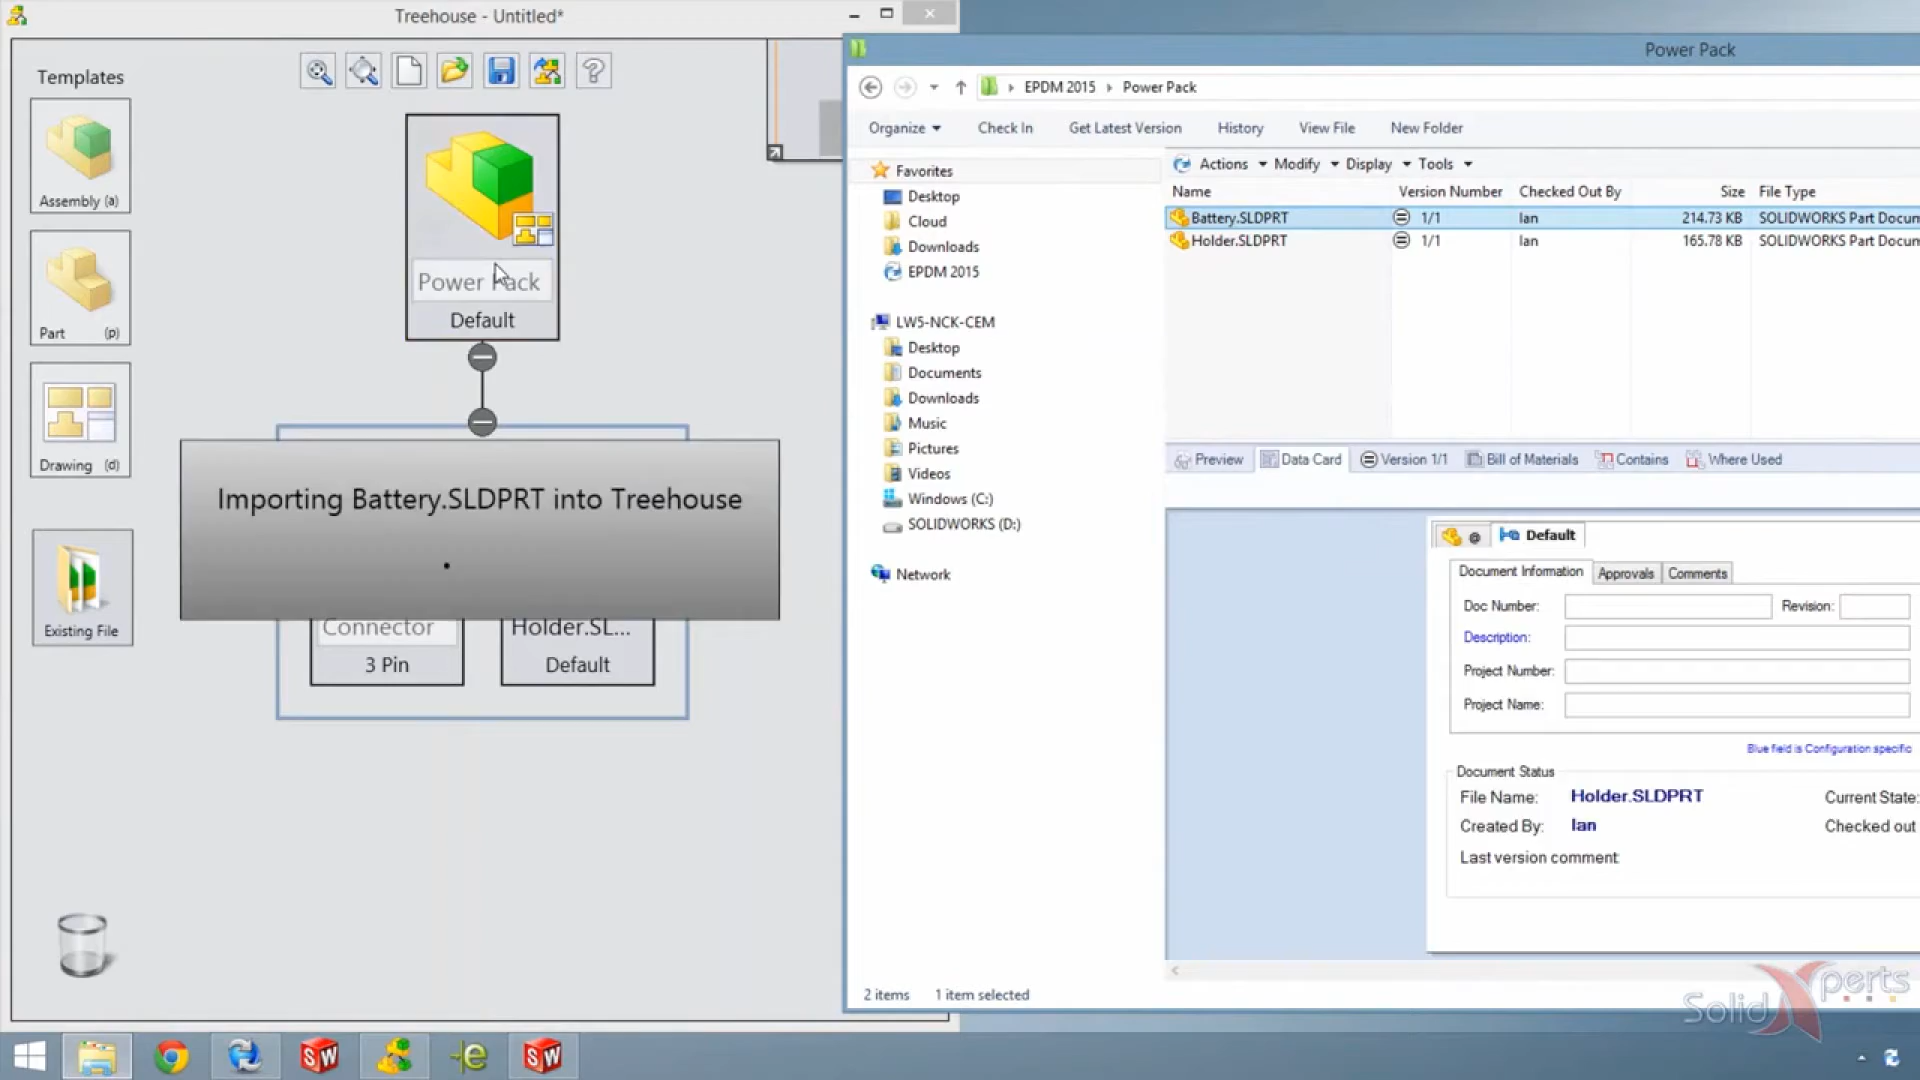 Treehouse - Untitled*
Templates
Assembly (a)
Part (p)
Drawing (d)
Existing File
Power Pack
Default
Importing Battery.SLDPRT into Treehouse
Connector
3 Pin
Holder.SL...
Default
Power Pack
EPDM 2015 Power Pack
Organize Check In Get Latest Version History View File New Folder
Favorites
Desktop
Cloud
Downloads
EPDM 2015
LW5-NCK-CEM
Desktop
Documents
Downloads
Music
Pictures
Videos
Windows (C:)
SOLIDWORKS (D:)
Network
Actions Modify Display Tools
Name Version Number Checked Out By Size File Type
Battery.SLDPRT 1/1 Ian 214.73 KB SOLIDWORKS Part Docum
Holder.SLDPRT 1/1 Ian 165.78 KB SOLIDWORKS Part Docum
Preview Data Card Version 1/1 Bill of Materials Contains Where Used
@ Default
Document Information Approvals Comments
Doc Number: Revision:
Description:
Project Number:
Project Name:
Blue field is Configuration specific
Document Status
File Name: Holder.SLDPRT Current State:
Created By: Ian Checked out
Last version comment:
2 items 1 item selected
SolidXperts
SW
SW